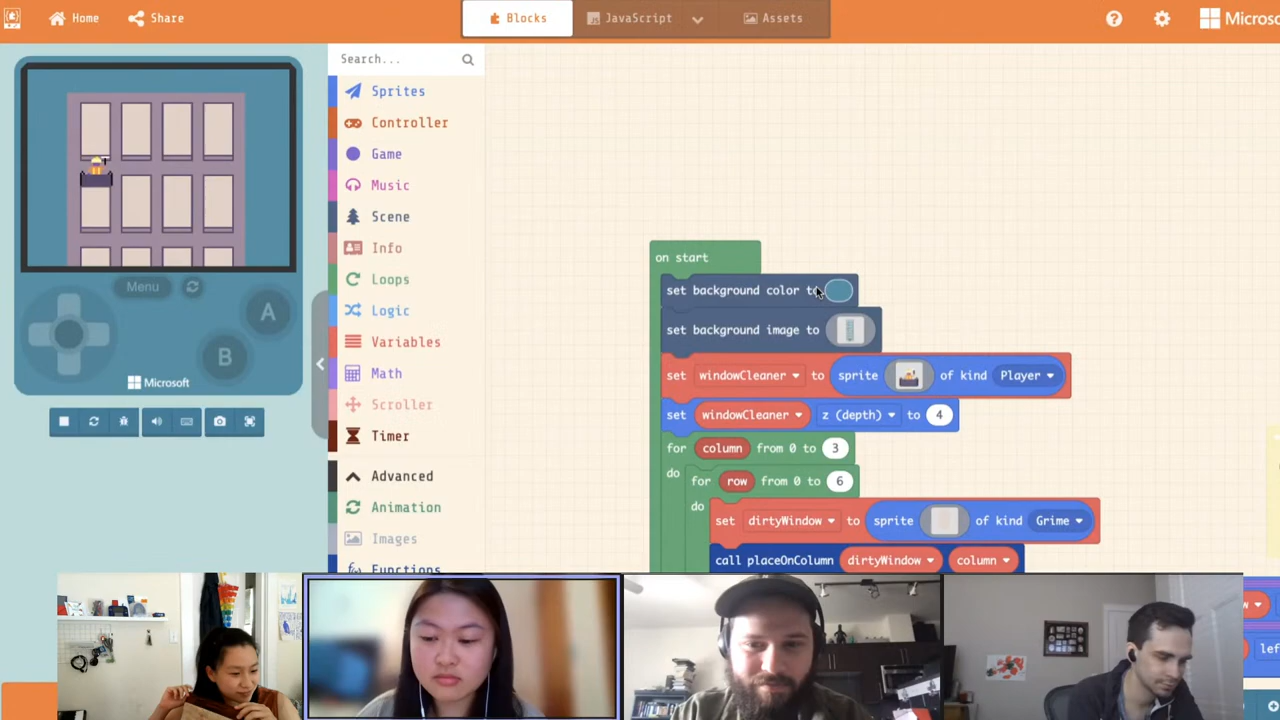 Home
Share
Blocks
JavaScript
Assets
Microso
Search...
Sprites
Controller
Game
Music
Scene
Info
Loops
Logic
Variables
Math
Scroller
Timer
Advanced
Animation
Images
Functions
Menu
A
B
Microsoft
on start
set background color to
set background image to
set windowCleaner to sprite of kind Player
set windowCleaner z (depth) to 4
for column from 0 to 3
do for row from 0 to 6
do set dirtyWindow to sprite of kind Grime
call placeOnColumn dirtyWindow column
w
lef